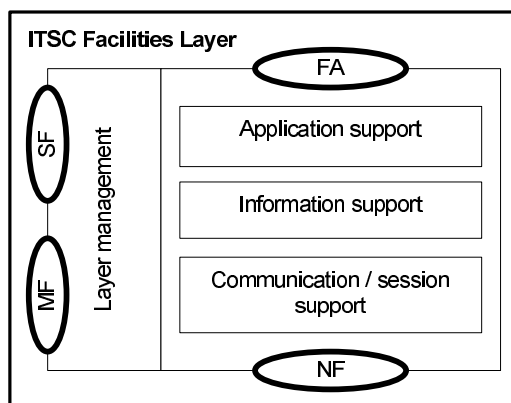 ITSC Facilities Layer
FA
SF
MF
Layer management
Application support
Information support
Communication / session
support
NF